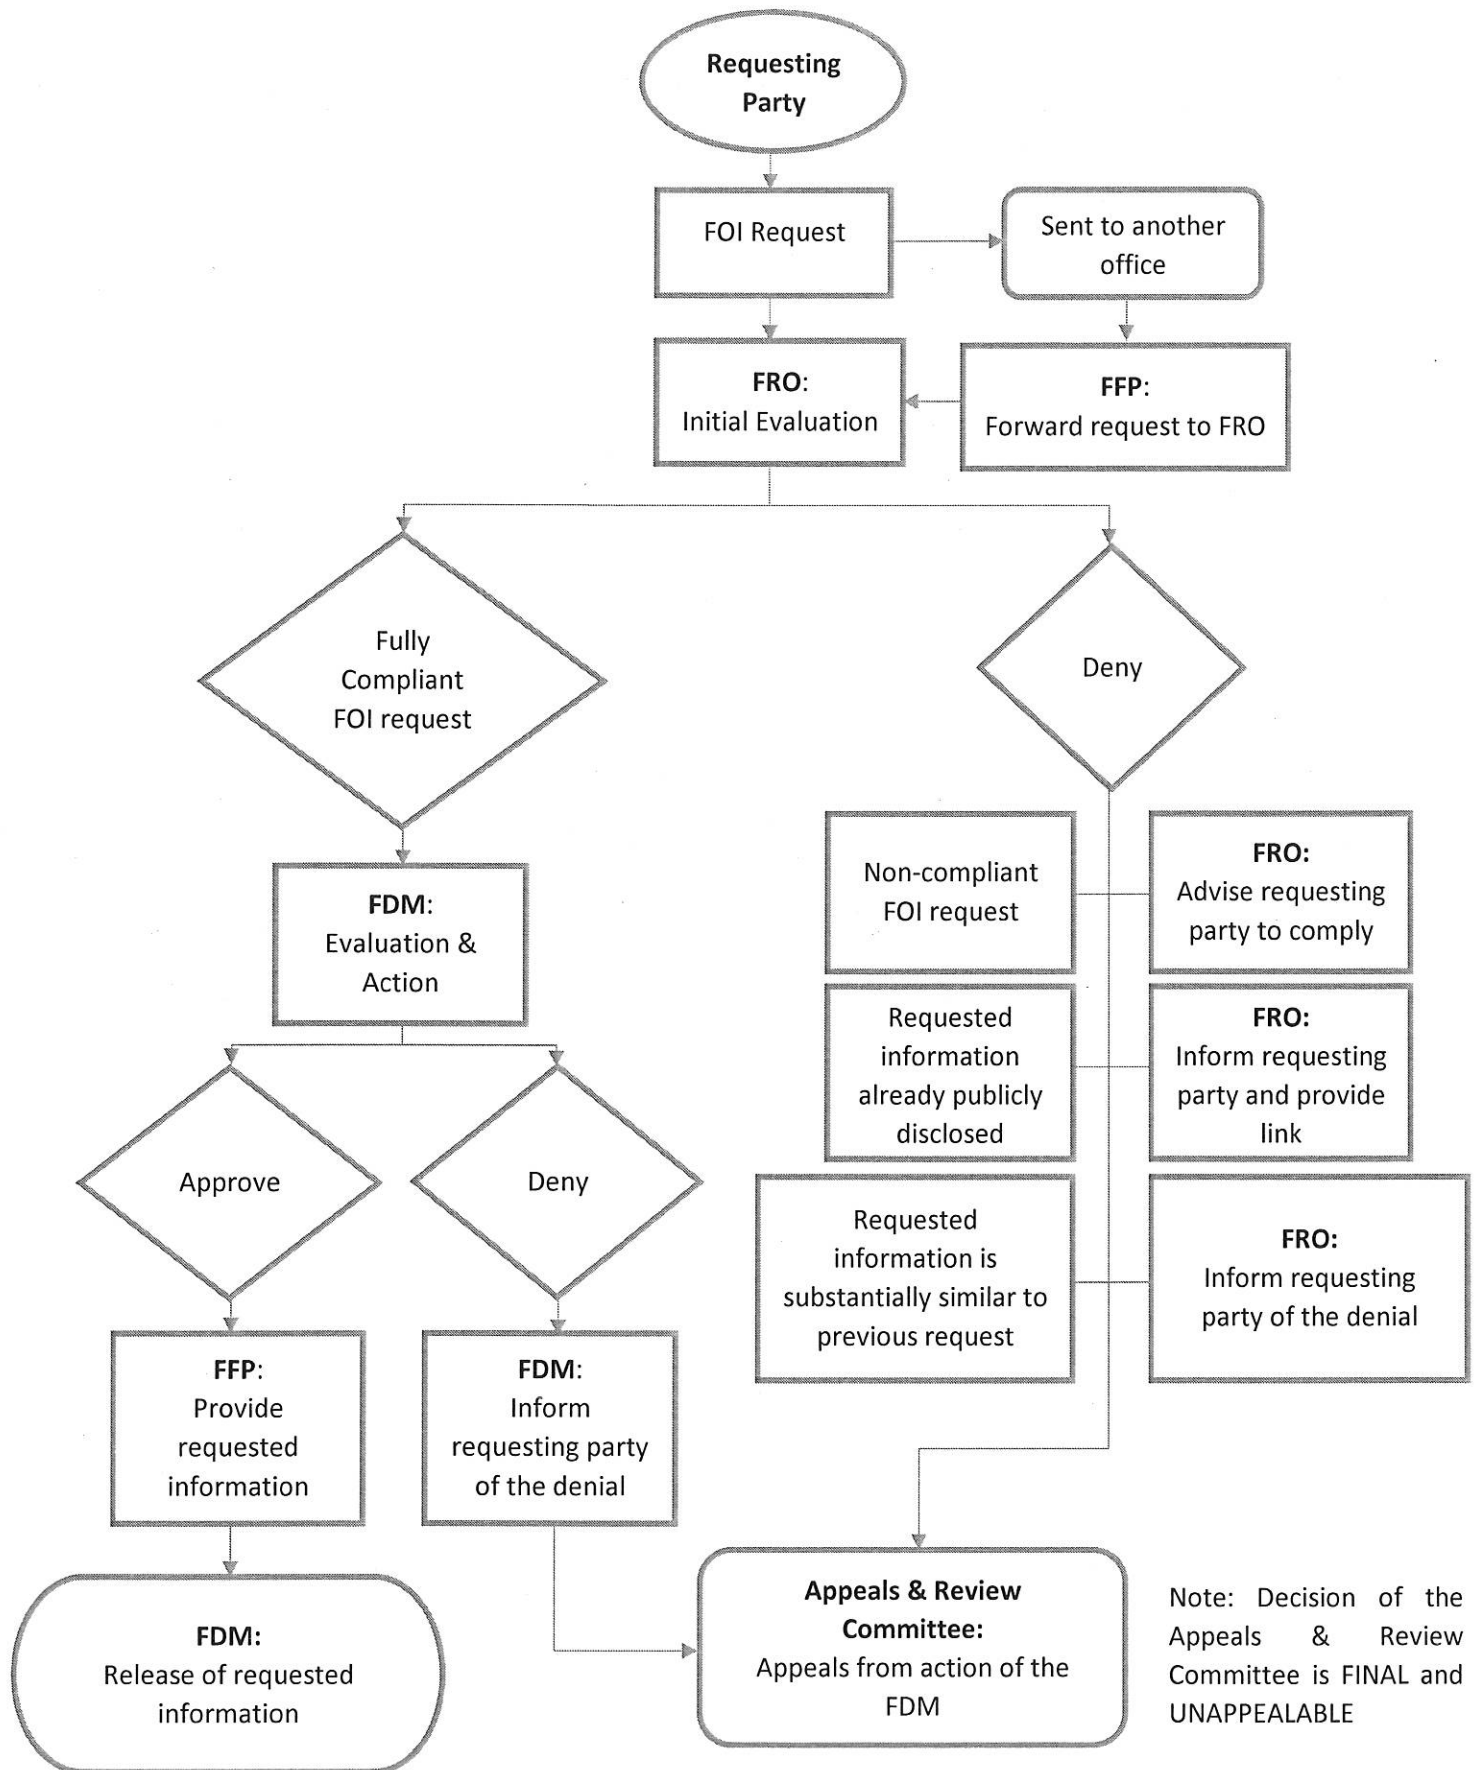 Requesting
Party
FOI Request
Sent to another
office
FRO:
Initial Evaluation
FFP:
Forward request to FRO
Fully
Compliant
FOI request
Deny
FDM:
Evaluation &
Action
Non-compliant
FOI request
FRO:
Advise requesting
party to comply
Requested
information
already publicly
disclosed
FRO:
Inform requesting
party and provide
link
Approve
Deny
Requested
information is
substantially similar to
previous request
FRO:
Inform requesting
party of the denial
FFP:
Provide
requested
information
FDM:
Inform
requesting party
of the denial
FDM:
Release of requested
information
Appeals & Review
Committee:
Appeals from action of the
FDM
Note: Decision of the
Appeals & Review
Committee is FINAL and
UNAPPEALABLE